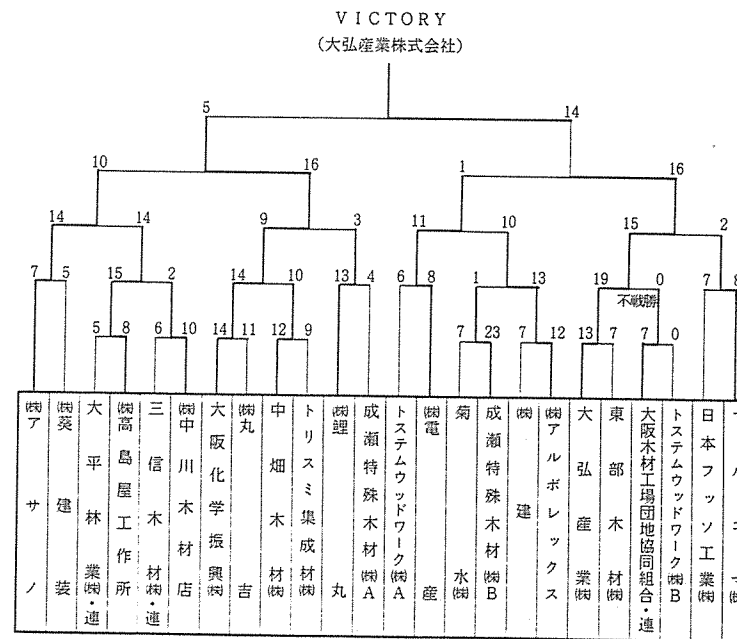 VICTORY
(大弘産業株式会社)
5 14
10 16 1 16
14 14 9 3 11 10 15 2
7 5 15 2 14 10 13 4 6 8 1 13 19 0 7 8
不戦勝
5 8 6 10 14 11 12 9 7 23 7 12 13 7 7 0
㈱アサノ
㈱葵建装
大平林業㈱・連
㈱高島屋工作所
三信木材㈱・連
㈱中川木材店
大阪化学振興㈱
㈱丸吉
中畑木材㈱
トリスミ集成材㈱
㈱鯉丸
成瀬特殊木材㈱A
トステムウッドワーク㈱A
㈱電産
菊水㈱
成瀬特殊木材㈱B
㈱建
㈱アルボレックス
大弘産業㈱
東部木材㈱
大阪木材工場団地協同組合・連
トステムウッドワーク㈱B
日本フッソ工業㈱